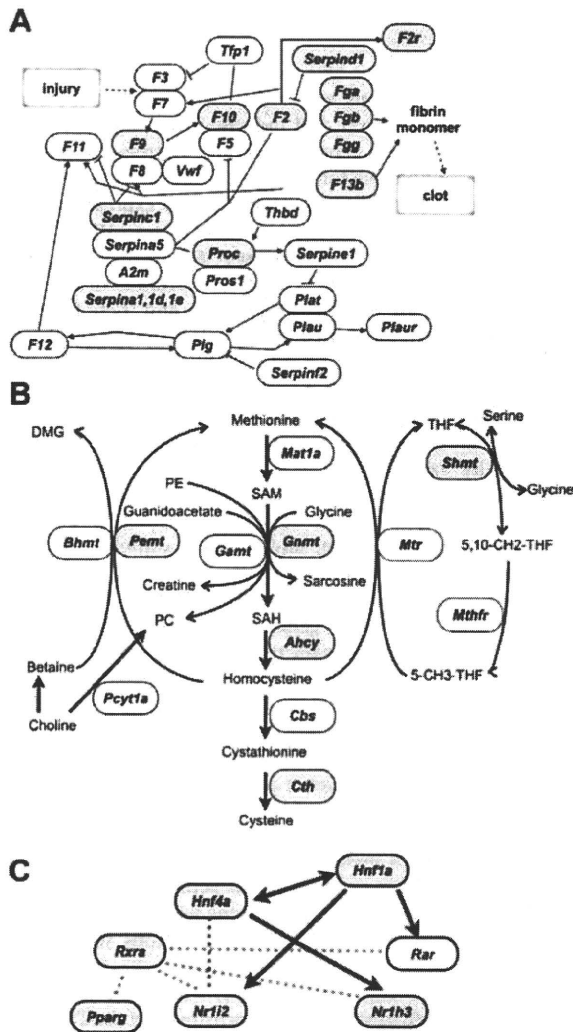 A
F2r
Tfp1
Serpind1
injury
F3
F7
Fga
F10
F2
Fgb
fibrin
monomer
F9
F11
F5
Fgg
F8
Vwf
F13b
clot
Serpinc1
Thbd
Serpina5
Proc
Serpine1
A2m
Pros1
Serpina1,1d,1e
Plat
Plau
Plaur
F12
Plg
Serpinf2
B
DMG
Methionine
THF
Serine
Mat1a
Shmt
PE
SAM
Glycine
Guanidoacetate
Glycine
Bhmt
Pemt
Gamt
Gnmt
Mtr
5,10-CH2-THF
Creatine
Sarcosine
PC
SAH
Mthfr
Ahcy
Betaine
Homocysteine
5-CH3-THF
Pcyt1a
Choline
Cbs
Cystathionine
Cth
Cysteine
C
Hnf1a
Hnf4a
Rxra
Rar
Pparg
Nr1i2
Nr1h3